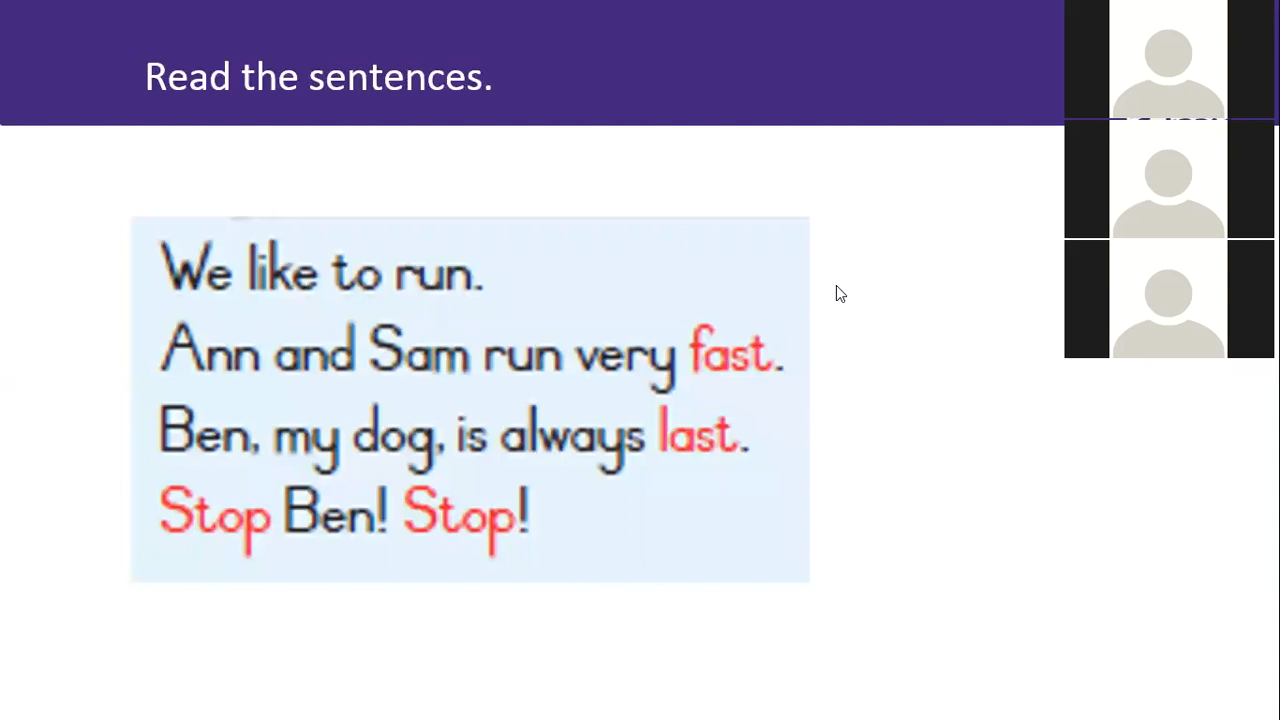 Read the sentences.
We like to run.
Ann and Sam run very fast.
Ben, my dog, is always last.
Stop Ben! Stop!